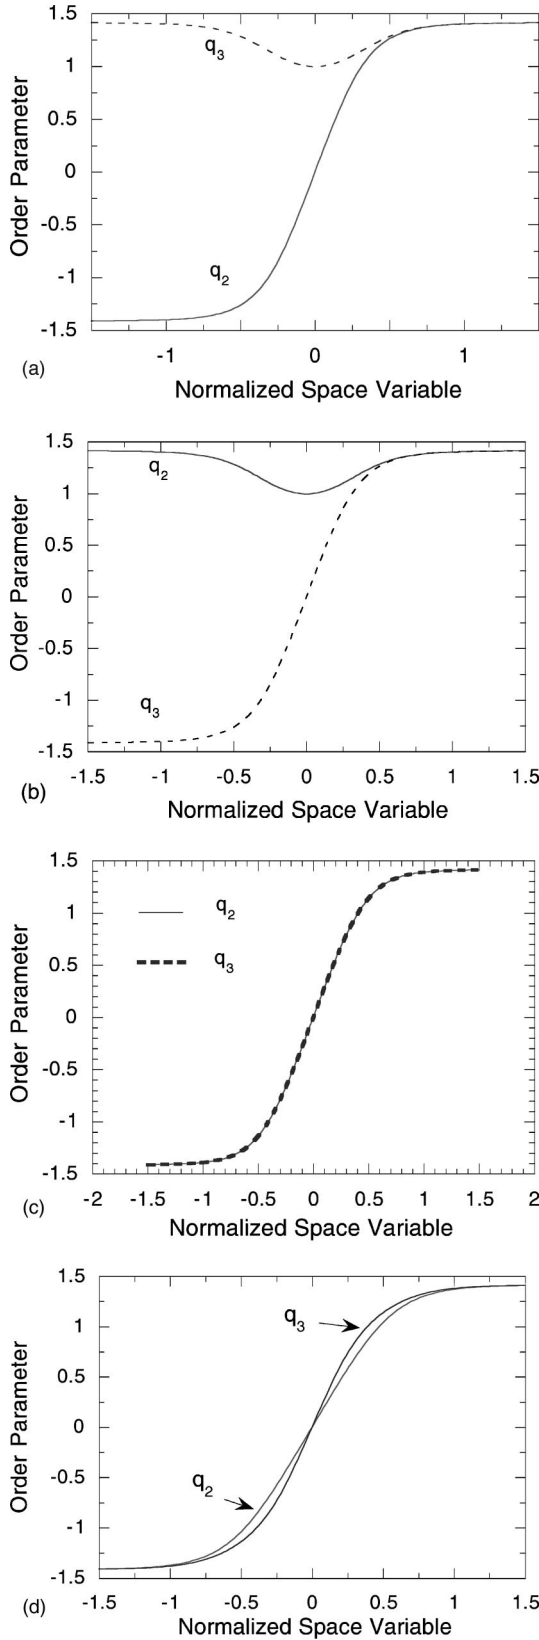 1.5
q3
1
0.5
0
-0.5
q2
-1
-1.5
-1 0 1
Order Parameter
(a)
Normalized Space Variable
1.5
q2
1
0.5
0
-0.5
q3
-1
-1.5
-1.5 -1 -0.5 0 0.5 1 1.5
Order Parameter
(b)
Normalized Space Variable
1.5
q2
1
q3
0.5
0
-0.5
-1
-1.5
-2 -1.5 -1 -0.5 0 0.5 1 1.5 2
Order Parameter
(c)
Normalized Space Variable
1.5
q3
1
0.5
0
-0.5
q2
-1
-1.5
-1.5 -1 -0.5 0 0.5 1 1.5
Order Parameter
(d)
Normalized Space Variable